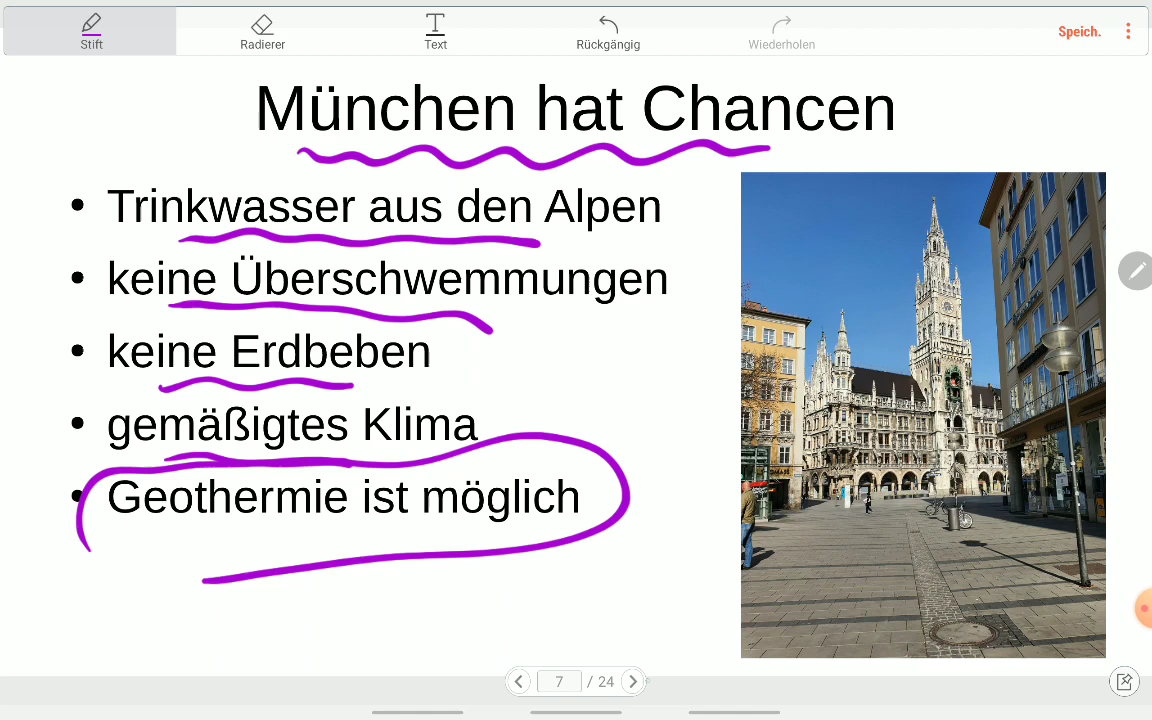 Stift
Radierer
Text
Rückgängig
Wiederholen
Speich.
München hat Chancen
• Trinkwasser aus den Alpen
• keine Überschwemmungen
• keine Erdbeben
• gemäßigtes Klima
• Geothermie ist möglich
7 / 24